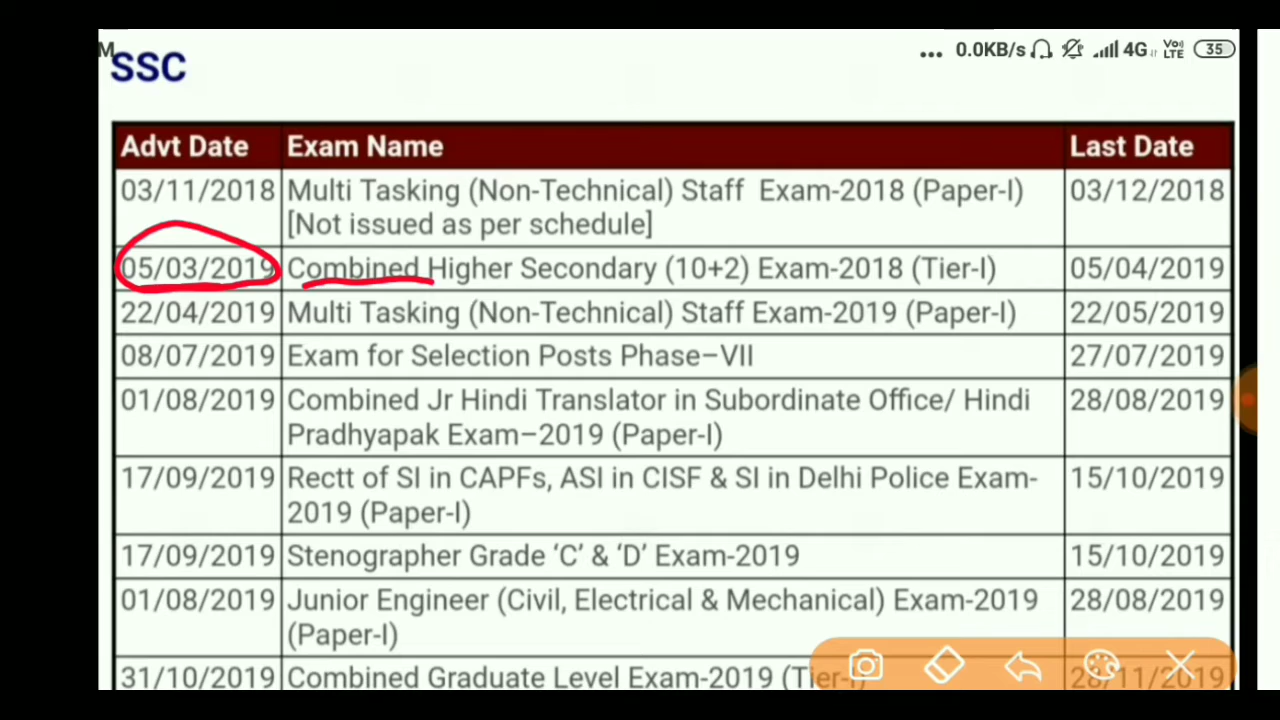 M
... 0.0KB/s 4G Vo) LTE 35
SSC
Advt Date Exam Name Last Date
03/11/2018 Multi Tasking (Non-Technical) Staff Exam-2018 (Paper-I) 03/12/2018
[Not issued as per schedule]
05/03/2019 Combined Higher Secondary (10+2) Exam-2018 (Tier-I) 05/04/2019
22/04/2019 Multi Tasking (Non-Technical) Staff Exam-2019 (Paper-I) 22/05/2019
08/07/2019 Exam for Selection Posts Phase–VII 27/07/2019
01/08/2019 Combined Jr Hindi Translator in Subordinate Office/ Hindi 28/08/2019
Pradhyapak Exam–2019 (Paper-I)
17/09/2019 Rectt of SI in CAPFs, ASI in CISF & SI in Delhi Police Exam- 15/10/2019
2019 (Paper-I)
17/09/2019 Stenographer Grade ‘C’ & ‘D’ Exam-2019 15/10/2019
01/08/2019 Junior Engineer (Civil, Electrical & Mechanical) Exam-2019 28/08/2019
(Paper-I)
31/10/2019 Combined Graduate Level Exam-2019 (Tier-I) 28/11/2019